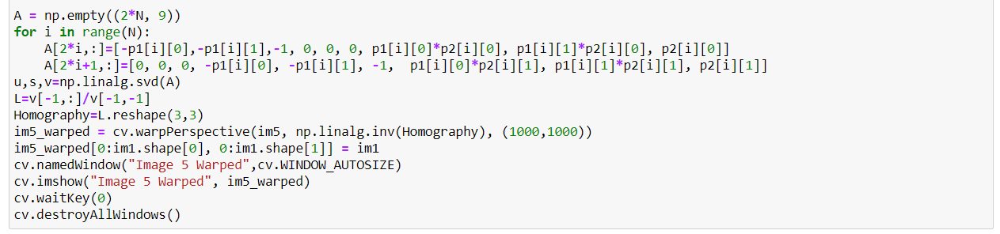 A = np.empty((2*N, 9))
for i in range(N):
    A[2*i,:]=[-p1[i][0],-p1[i][1],-1, 0, 0, 0, p1[i][0]*p2[i][0], p1[i][1]*p2[i][0], p2[i][0]]
    A[2*i+1,:]=[0, 0, 0, -p1[i][0], -p1[i][1], -1,  p1[i][0]*p2[i][1], p1[i][1]*p2[i][1], p2[i][1]]
u,s,v=np.linalg.svd(A)
L=v[-1,:]/v[-1,-1]
Homography=L.reshape(3,3)
im5_warped = cv.warpPerspective(im5, np.linalg.inv(Homography), (1000,1000))
im5_warped[0:im1.shape[0], 0:im1.shape[1]] = im1
cv.namedWindow("Image 5 Warped",cv.WINDOW_AUTOSIZE)
cv.imshow("Image 5 Warped", im5_warped)
cv.waitKey(0)
cv.destroyAllWindows()